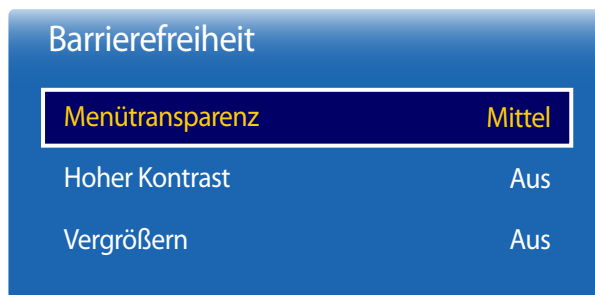 Barrierefreiheit
Menütransparenz Mittel
Hoher Kontrast Aus
Vergrößern Aus